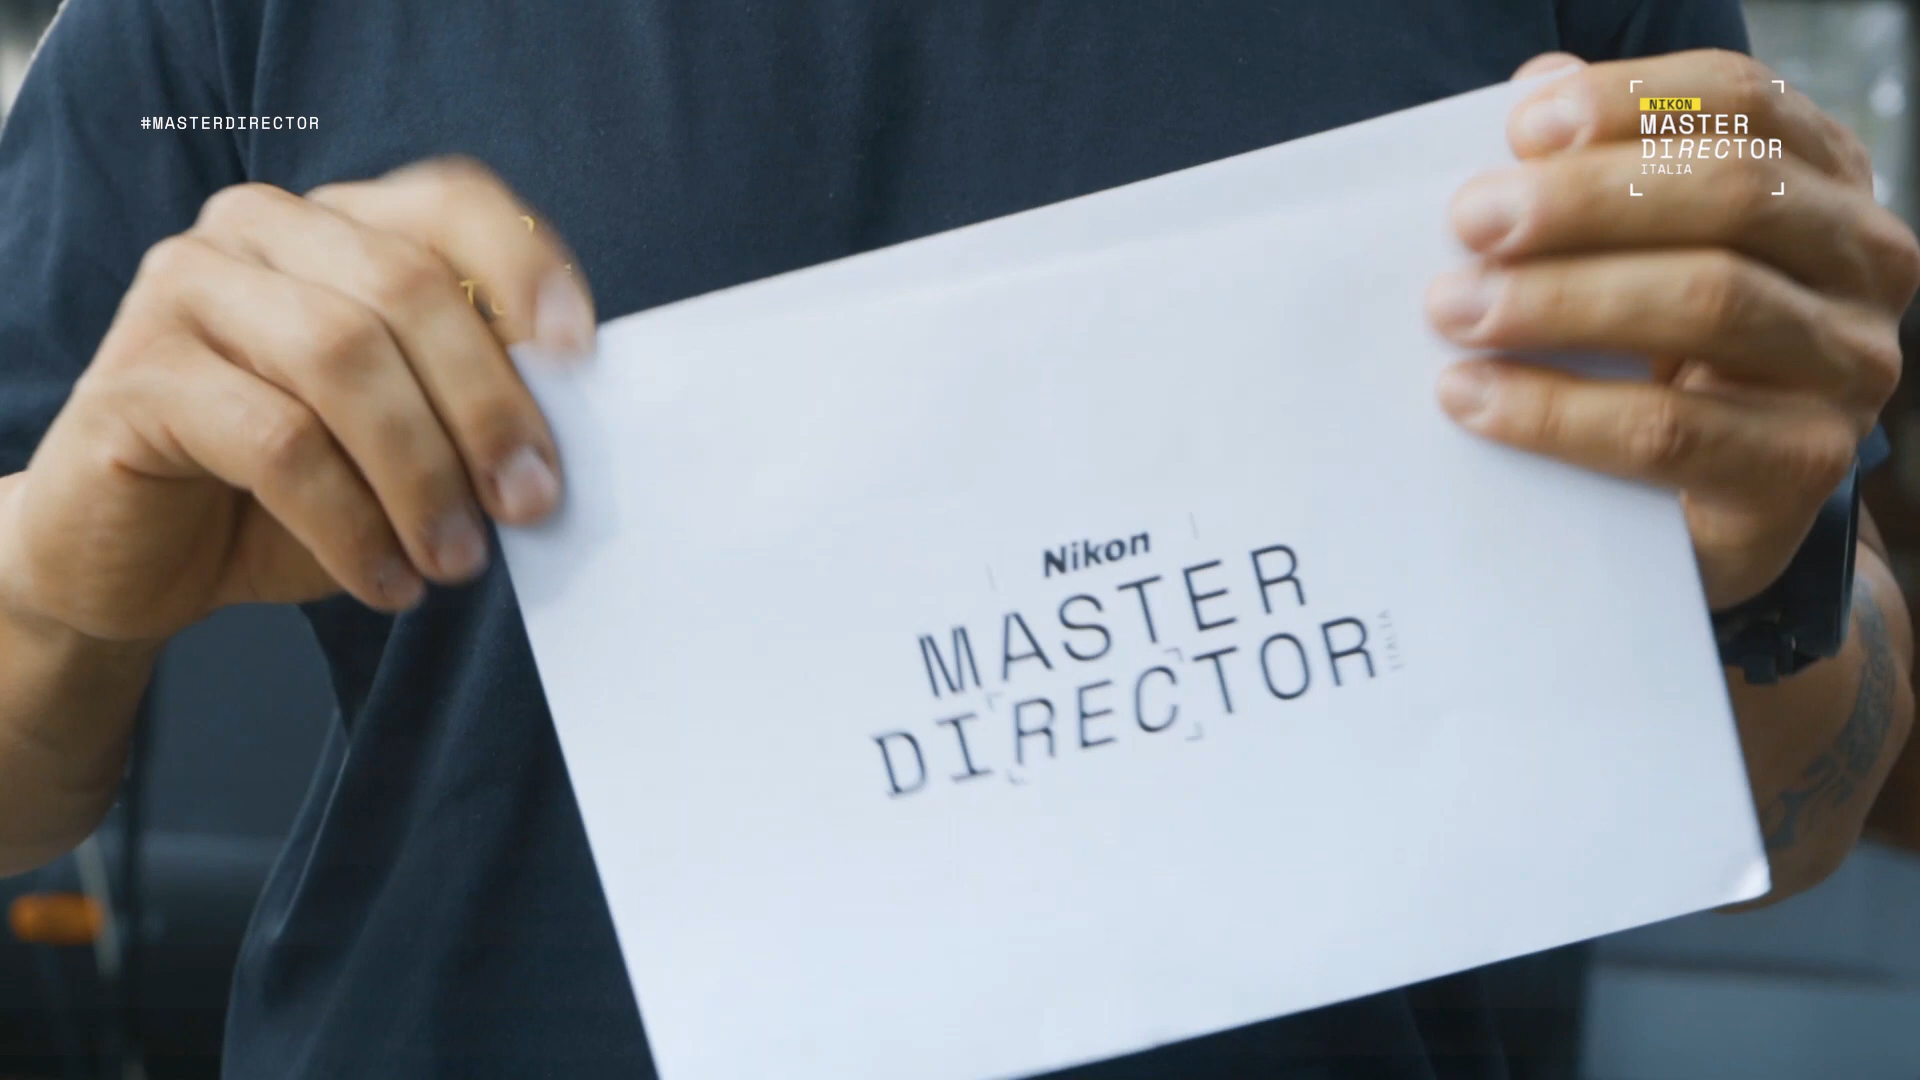 #MASTERDIRECTOR
NIKON
MASTER
DIRECTOR
ITALIA
Nikon
MASTER
DIRECTOR
ITALIA